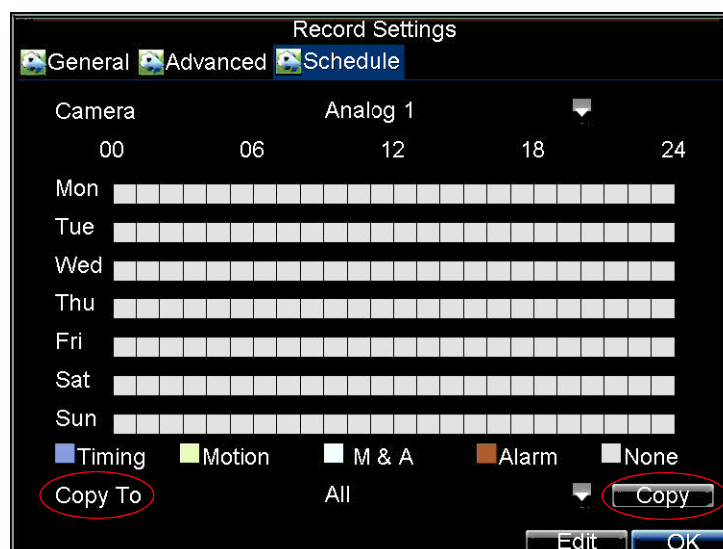 Record Settings
General Advanced Schedule
Camera Analog 1
00 06 12 18 24
Mon
Tue
Wed
Thu
Fri
Sat
Sun
Timing Motion M & A Alarm None
Copy To All Copy
Edit OK